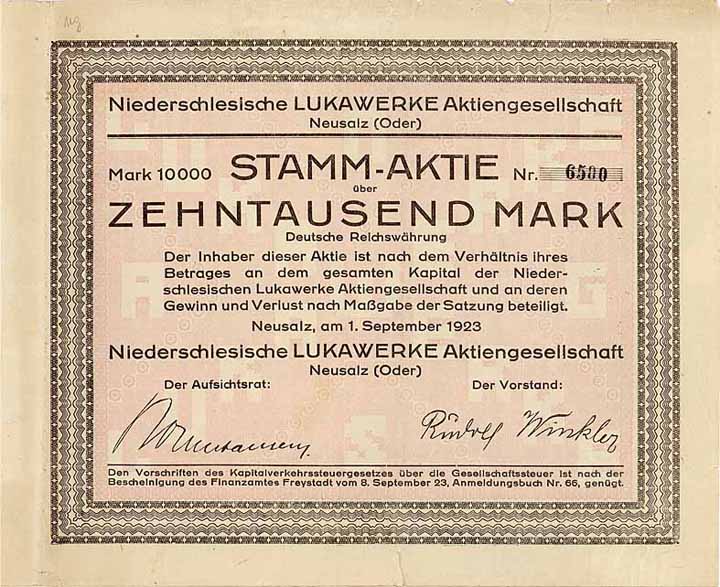 Niederschlesische LUKAWERKE Aktiengesellschaft
Neusalz (Oder)
Mark 10000 STAMM-AKTIE Nr. 6580
über
ZEHNTAUSEND MARK
Deutsche Reichswährung
Der Inhaber dieser Aktie ist nach dem Verhältnis ihres
Betrages an dem gesamten Kapital der Nieder-
schlesischen Lukawerke Aktiengesellschaft und an deren
Gewinn und Verlust nach Maßgabe der Satzung beteiligt.
Neusalz, am 1. September 1923
Niederschlesische LUKAWERKE Aktiengesellschaft
Neusalz (Oder)
Der Aufsichtsrat: Der Vorstand:
Rudolf Winkler
Den Vorschriften des Kapitalverkehrssteuergesetzes über die Gesellschaftssteuer ist nach der
Bescheinigung des Finanzamtes Freystadt vom 8. September 23, Anmeldungsbuch Nr. 66, genügt.